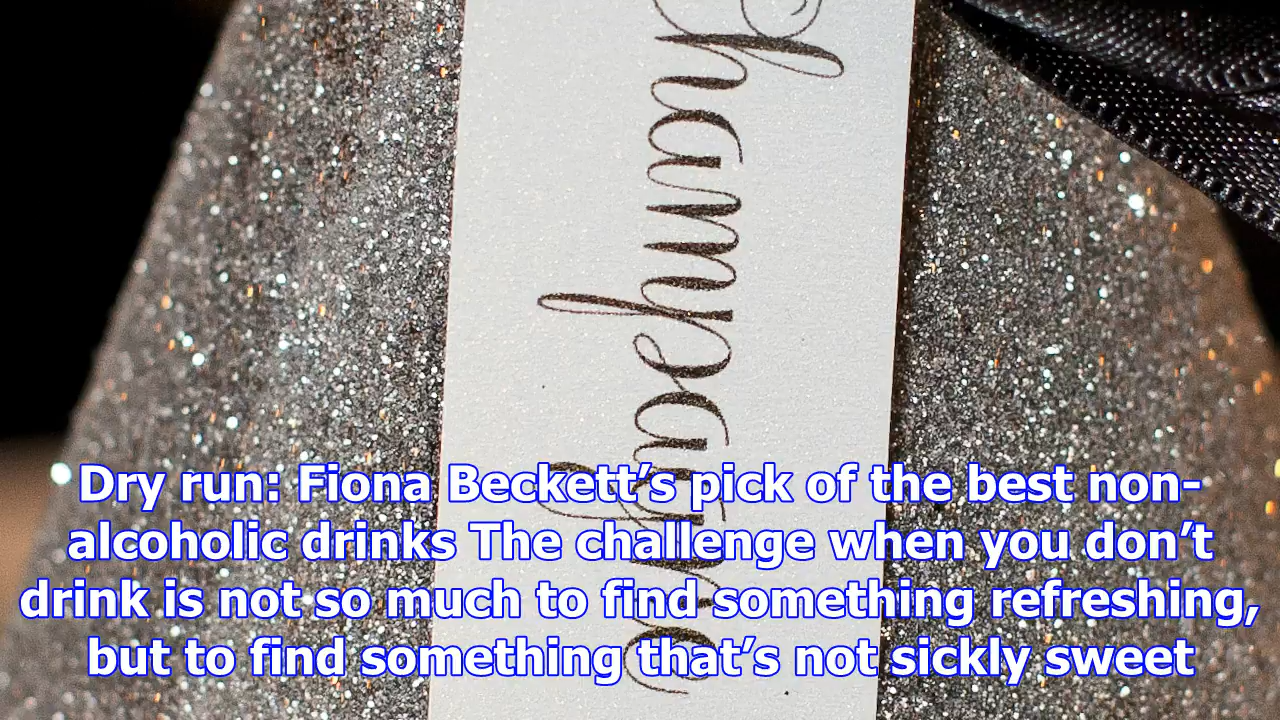 Champagne
Dry run: Fiona Beckett’s pick of the best non-
alcoholic drinks The challenge when you don’t
drink is not so much to find something refreshing,
but to find something that’s not sickly sweet